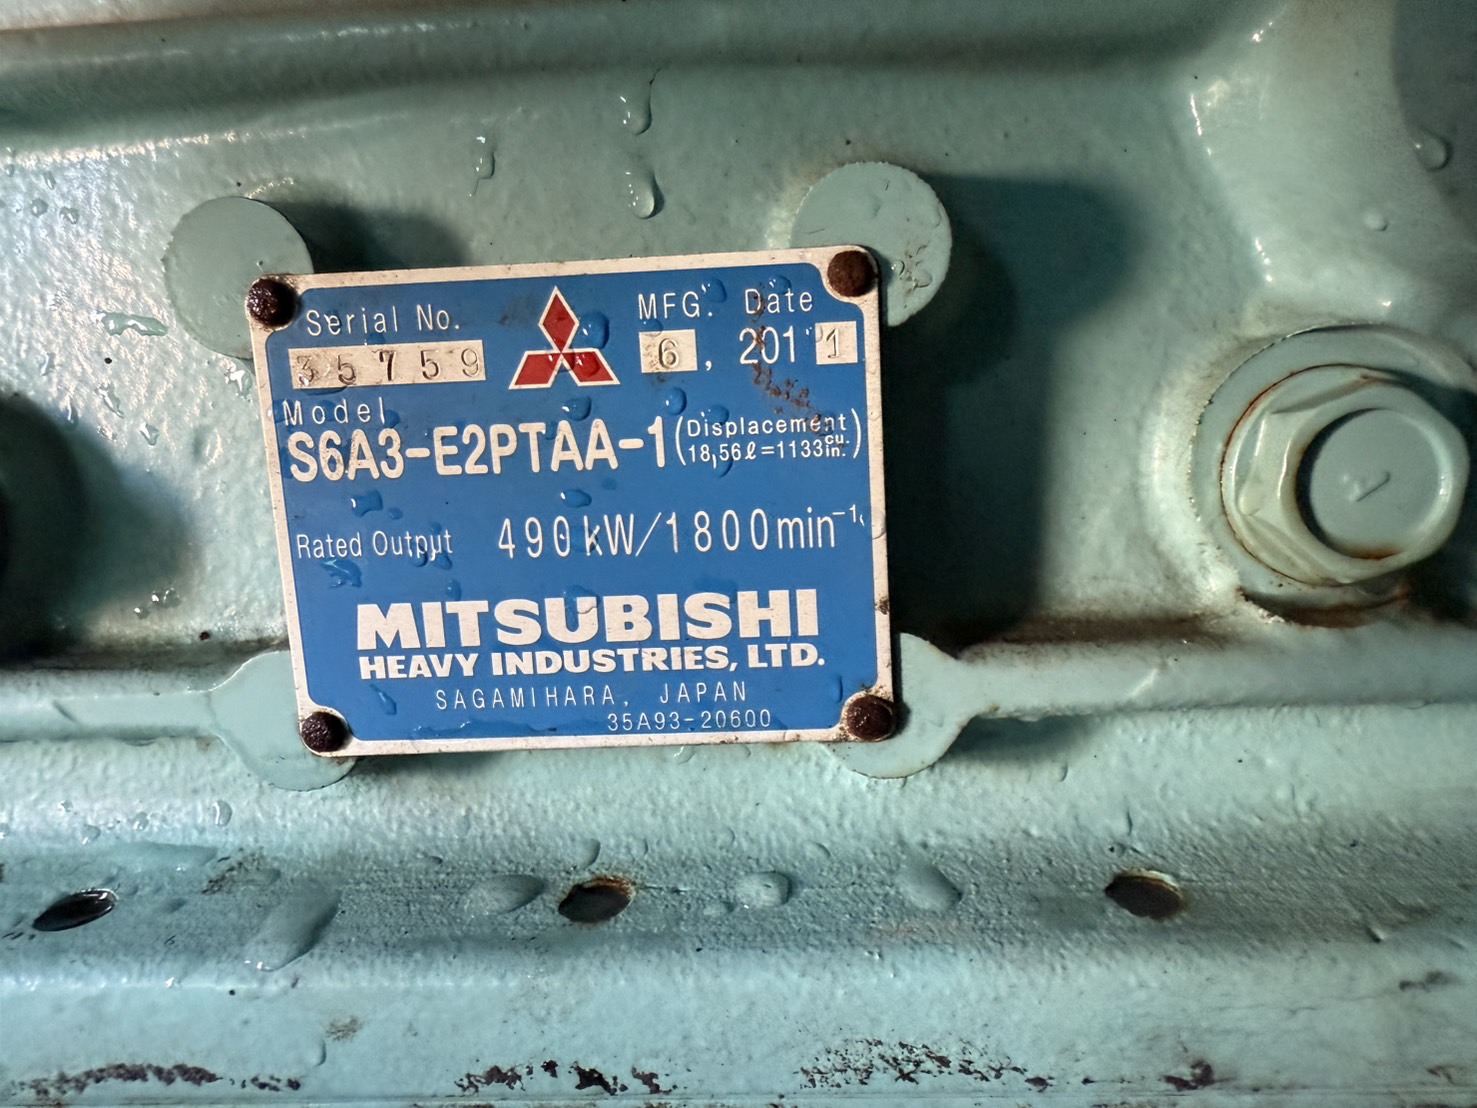 Serial No.
35759
MFG. Date
6, 2011
Model
S6A3-E2PTAA-1 (Displacement 18,56ℓ=1133cu. in.)
Rated Output 490kW/1800min⁻¹
MITSUBISHI
HEAVY INDUSTRIES, LTD.
SAGAMIHARA, JAPAN
35A93-20600